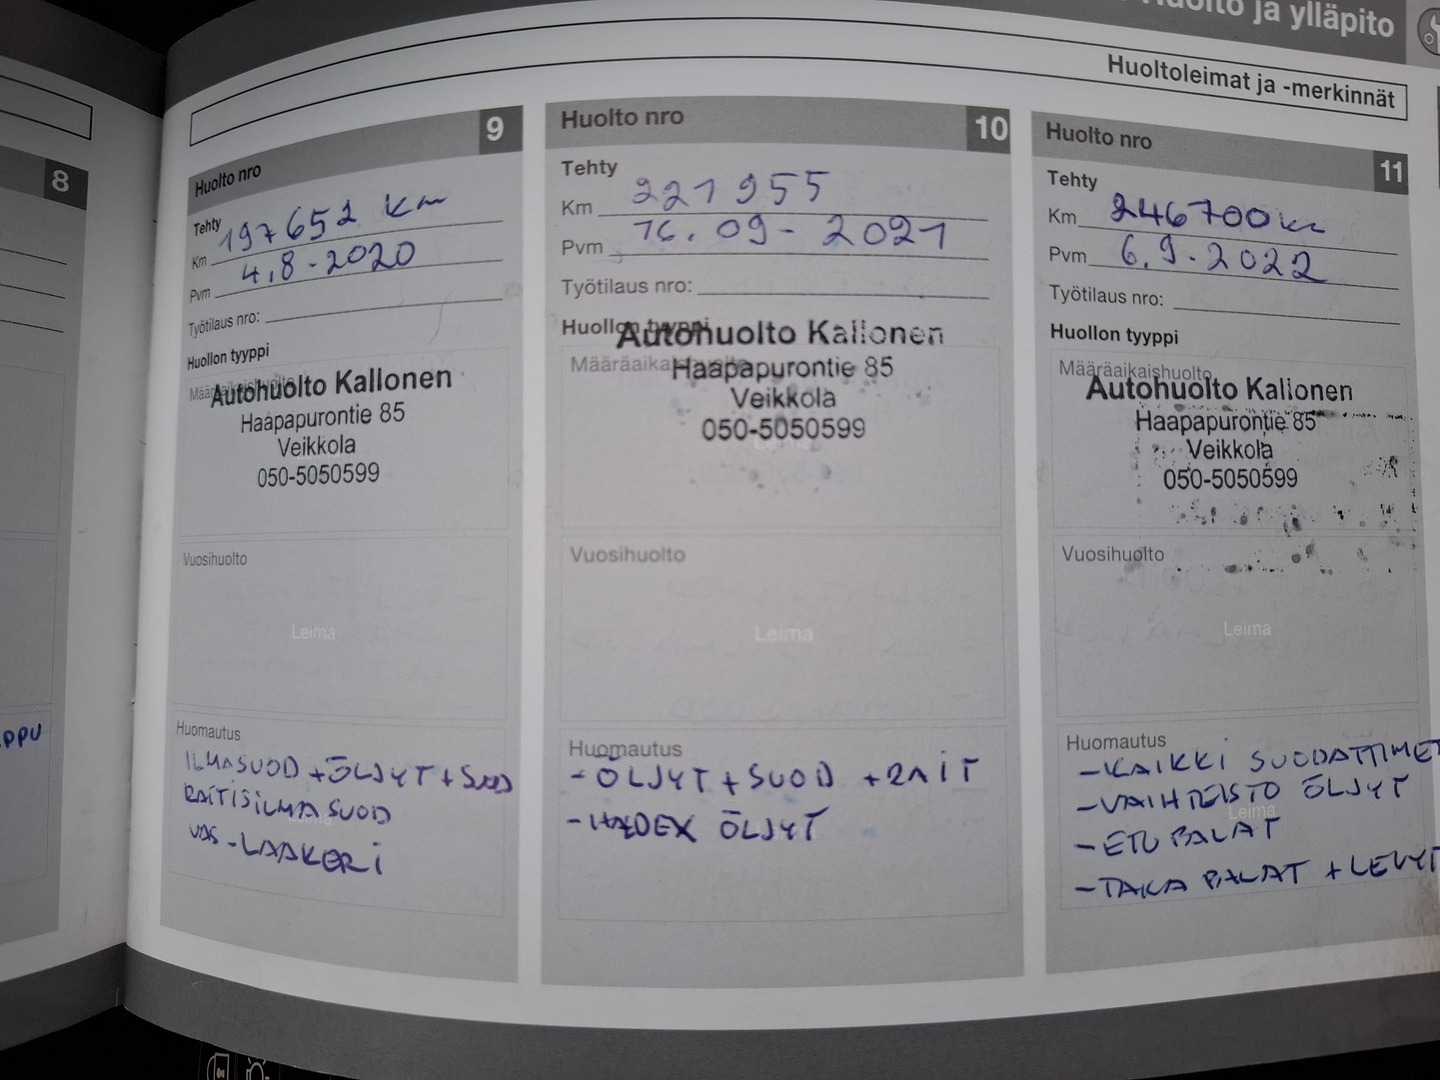 Huolto ja ylläpito
Huoltoleimat ja -merkinnät
8
PPU
Huolto nro 9
Tehty
Km 197652 km
Pvm 4.8-2020
Työtilaus nro:
Huollon tyyppi
Määräaikaishuolto
Autohuolto Kallonen
Haapapurontie 85
Veikkola
050-5050599
Vuosihuolto
Leima
Huomautus
ILMASUOD + ÖLJYT + SUOD
RAITISILMA SUOD
VAS - LAAKERI
Huolto nro 10
Tehty
Km 221955
Pvm 16.09-2021
Työtilaus nro:
Huollon tyyppi
Määräaikaishuolto
Autohuolto Kallonen
Haapapurontie 85
Veikkola
050-5050599
Vuosihuolto
Leima
Huomautus
- ÖLJYT + SUOD + RAIT
- HALDEX ÖLJYT
Huolto nro 11
Tehty
Km 246700 km
Pvm 6.9-2022
Työtilaus nro:
Huollon tyyppi
Määräaikaishuolto
Autohuolto Kallonen
Haapapurontie 85
Veikkola
050-5050599
Vuosihuolto
Leima
Huomautus
- KAIKKI SUODATTIMET
- VAIHTEISTO ÖLJYT
Leima
- ETU PALAT
- TAKA PALAT + LEVYT